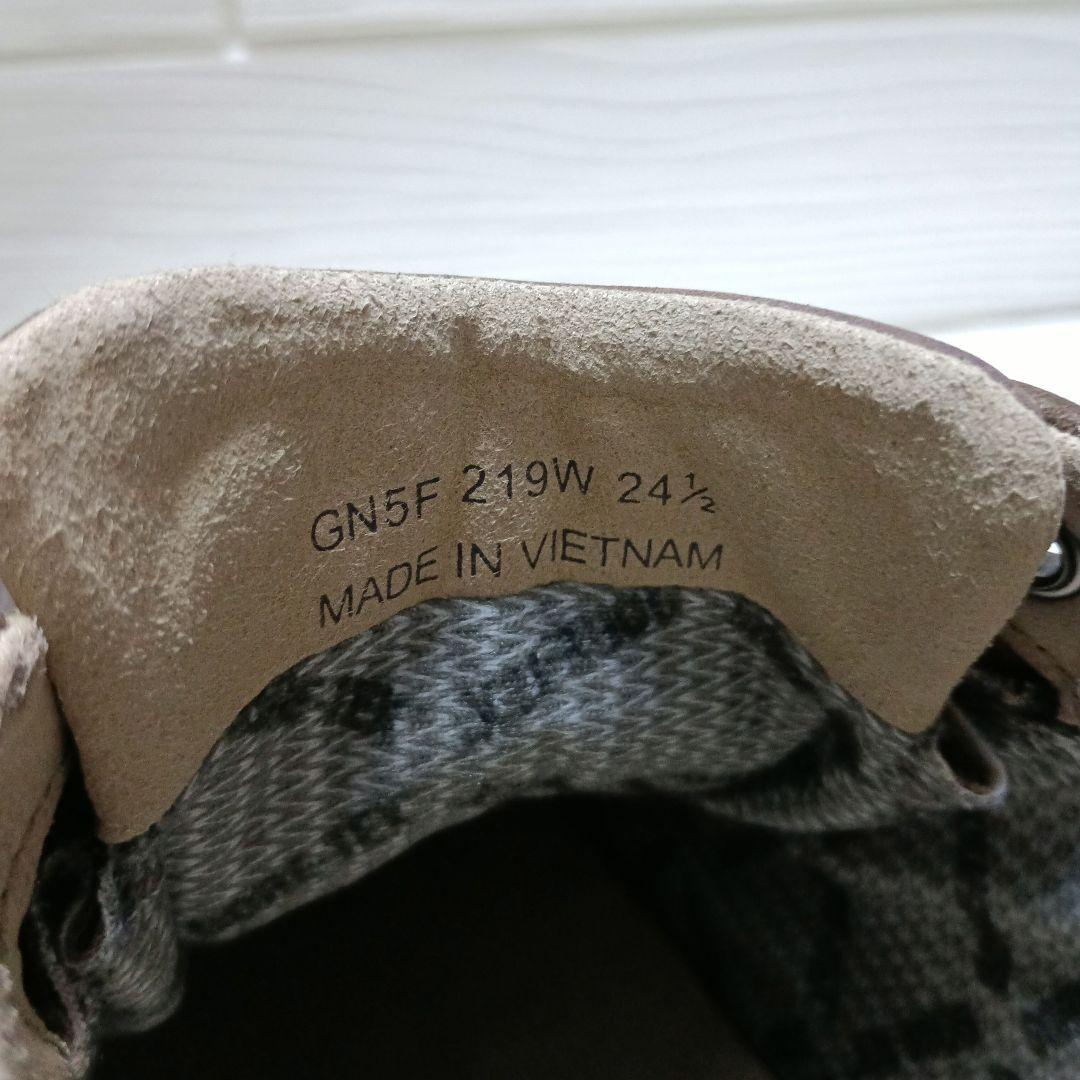 GN5F 219W 24½
MADE IN VIETNAM